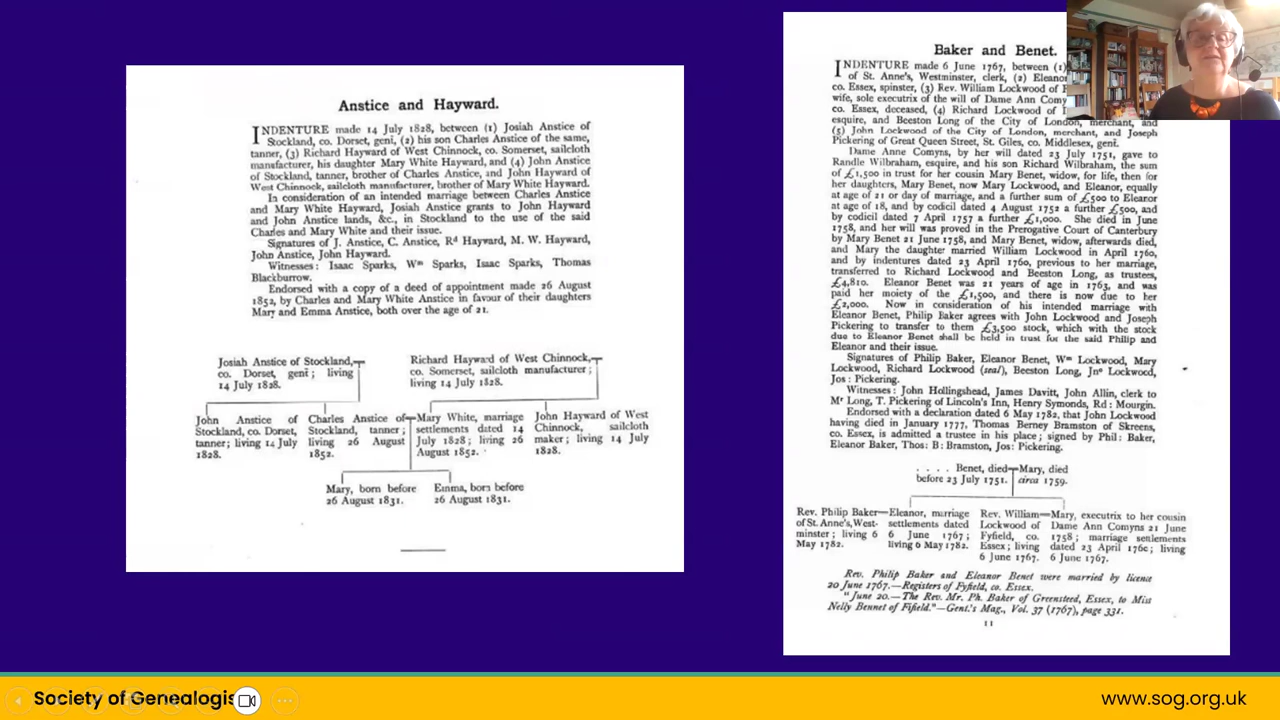 Anstice and Hayward.
INDENTURE made 14 July 1828, between (1) Josiah Anstice of
Stockland, co. Dorset, gent, (2) his son Charles Anstice of the same,
tanner, (3) Richard Hayward of West Chinnock, co. Somerset, sailcloth
manufacturer, his daughter Mary White Hayward, and (4) John Anstice
of Stockland, tanner, brother of Charles Anstice, and John Hayward of
West Chinnock, sailcloth manufacturer, brother of Mary White Hayward.
In consideration of an intended marriage between Charles Anstice
and Mary White Hayward, Josiah Anstice grants to John Hayward
and John Anstice lands, &c., in Stockland to the use of the said
Charles and Mary White and their issue.
Signatures of J. Anstice, C. Anstice, Rd Hayward, M. W. Hayward,
John Anstice, John Hayward.
Witnesses: Isaac Sparks, Wm Sparks, Isaac Sparks, Thomas
Blackburrow.
Endorsed with a copy of a deed of appointment made 26 August
1852, by Charles and Mary White Anstice in favour of their daughters
Mary and Emma Anstice, both over the age of 21.
Josiah Anstice of Stockland,
co. Dorset, gent; living
14 July 1828.
Richard Hayward of West Chinnock,
co. Somerset, sailcloth manufacturer;
living 14 July 1828.
John Anstice of
Stockland, co. Dorset,
tanner; living 14 July
1828.
Charles Anstice of
Stockland, tanner;
living 26 August
1852.
Mary White, marriage
settlements dated 14
July 1828; living 26
August 1852.
John Hayward of West
Chinnock, sailcloth
maker; living 14 July
1828.
Mary, born before
26 August 1831.
Emma, born before
26 August 1831.
Baker and Benet.
INDENTURE made 6 June 1767, between (1)
of St. Anne's, Westminster, clerk, (2) Eleanor
co. Essex, spinster, (3) Rev. William Lockwood of
wife, sole executrix of the will of Dame Ann Comy
co. Essex, deceased, (4) Richard Lockwood of
esquire, and Beeston Long of the City of London, merchant, and
(5) John Lockwood of the City of London, merchant, and Joseph
Pickering of Great Queen Street, St. Giles, co. Middlesex, gent.
Dame Anne Comyns, by her will dated 23 July 1751, gave to
Randle Wilbraham, esquire, and his son Richard Wilbraham, the sum
of £1,500 in trust for her cousin Mary Benet, widow, for life, then for
her daughters, Mary Benet, now Mary Lockwood, and Eleanor, equally
at age of 21 or day of marriage, and a further sum of £500 to Eleanor
at age of 18, and by codicil dated 4 August 1752 a further £500, and
by codicil dated 7 April 1757 a further £1,000. She died in June
1758, and her will was proved in the Prerogative Court of Canterbury
by Mary Benet 21 June 1758, and Mary Benet, widow, afterwards died,
and Mary the daughter married William Lockwood in April 1760,
and by indentures dated 23 April 1760, previous to her marriage,
transferred to Richard Lockwood and Beeston Long, as trustees,
£4,810. Eleanor Benet was 21 years of age in 1763, and was
paid her moiety of the £1,500, and there is now due to her
£2,000. Now in consideration of his intended marriage with
Eleanor Benet, Philip Baker agrees with John Lockwood and Joseph
Pickering to transfer to them £3,500 stock, which with the stock
due to Eleanor Benet shall be held in trust for the said Philip and
Eleanor and their issue.
Signatures of Philip Baker, Eleanor Benet, Wm Lockwood, Mary
Lockwood, Richard Lockwood (seal), Beeston Long, Jno Lockwood,
Jos: Pickering.
Witnesses: John Hollingshead, James Davitt, John Allin, clerk to
Mr Long, T. Pickering of Lincoln's Inn, Henry Symonds, Rd: Mourgin.
Endorsed with a declaration dated 6 May 1782, that John Lockwood
having died in January 1777, Thomas Berney Bramston of Skreens,
co. Essex, is admitted a trustee in his place; signed by Phil: Baker,
Eleanor Baker, Thos: B: Bramston, Jos: Pickering.
. . . . Benet, died
before 23 July 1751.
Mary, died
circa 1759.
Rev. Philip Baker
of St. Anne's, West-
minster; living 6
May 1782.
Eleanor, marriage
settlements dated
6 June 1767;
living 6 May 1782.
Rev. William
Lockwood of
Fyfield, co.
Essex; living
6 June 1767.
Mary, executrix to her cousin
Dame Ann Comyns 21 June
1758; marriage settlements
dated 23 April 1760; living
6 June 1767.
Rev. Philip Baker and Eleanor Benet were married by licence
20 June 1767.—Registers of Fyfield, co. Essex.
"June 20.—The Rev. Mr. Ph. Baker of Greensteed, Essex, to Miss
Nelly Bennet of Fifield."—Gent.'s Mag., Vol. 37 (1767), page 331.
11
Society of Genealogis
www.sog.org.uk